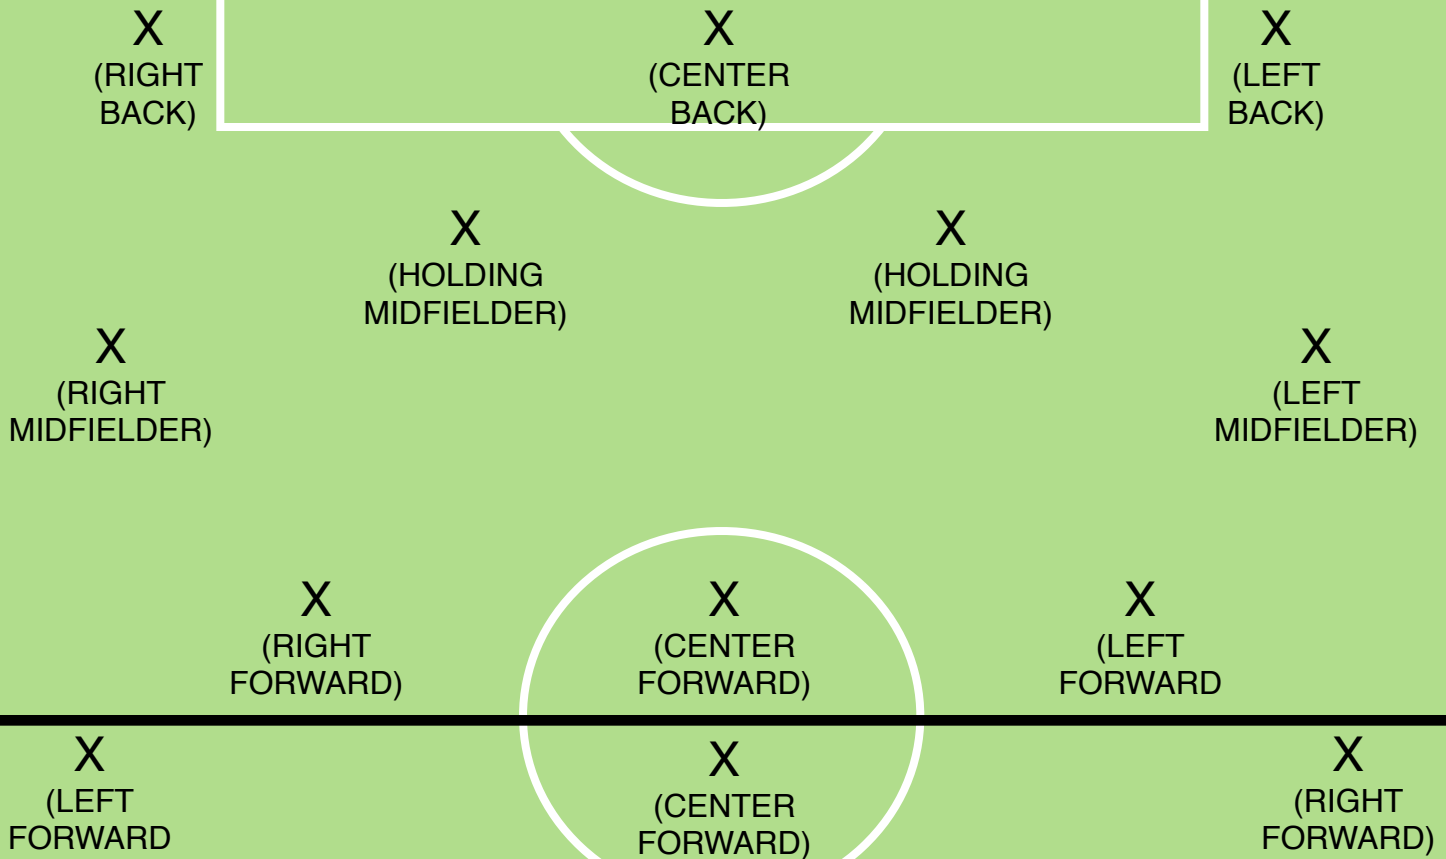 X X X
(RIGHT (CENTER (LEFT
BACK) BACK) BACK)
X X
(HOLDING (HOLDING
MIDFIELDER) MIDFIELDER)
X X
(RIGHT (LEFT
MIDFIELDER) MIDFIELDER)
X X X
(RIGHT (CENTER (LEFT
FORWARD) FORWARD) FORWARD
X X X
(LEFT (CENTER (RIGHT
FORWARD FORWARD) FORWARD)